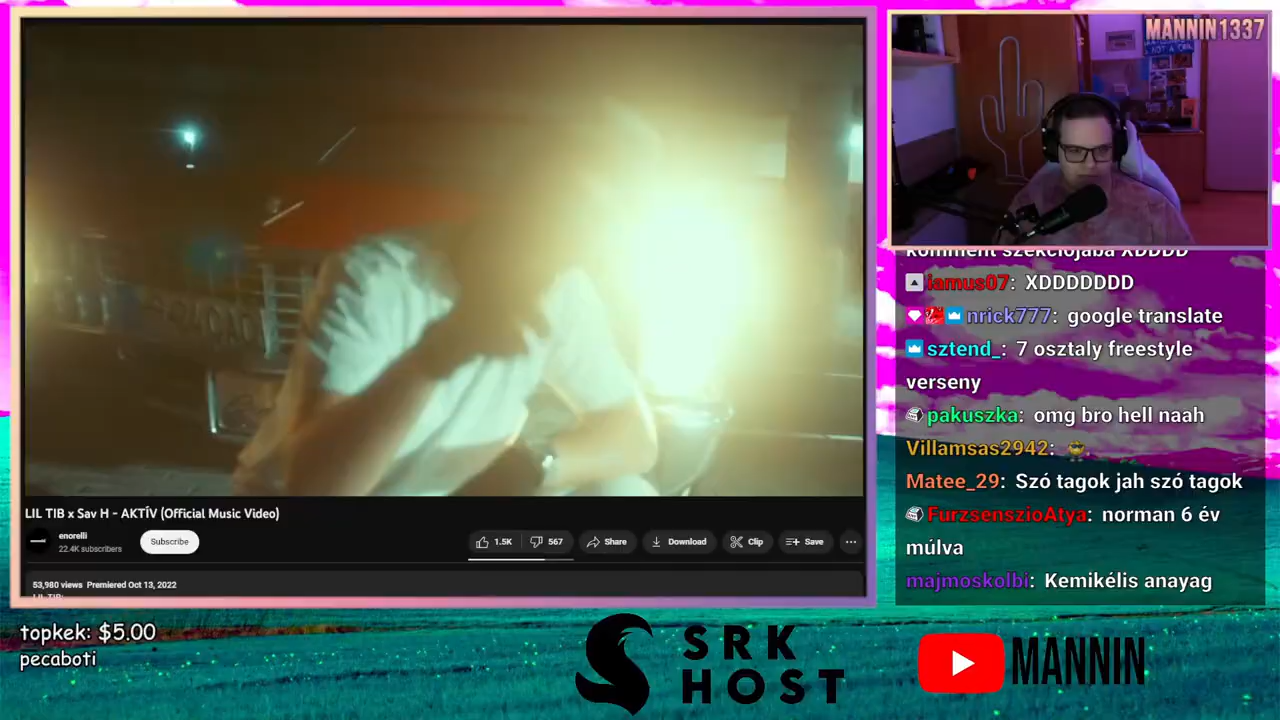 MANNIN1337
LIL TIB x Sav H - AKTÍV (Official Music Video)
enorelli
22.4K subscribers
Subscribe
1.5K
567
Share
Download
Clip
Save
53,980 views Premiered Oct 13, 2022
LIL TIB:
komment szekciójába XDDDD
iamus07: XDDDDDDD
nrick777: google translate
sztend_: 7 osztaly freestyle
verseny
pakuszka: omg bro hell naah
Villamsas2942:
Matee_29: Szó tagok jah szó tagok
FurzsenszioAtya: norman 6 év
múlva
majmoskolbi: Kemikélis anayag
topkek: $5.00
pecaboti
SRK
HOST
MANNIN